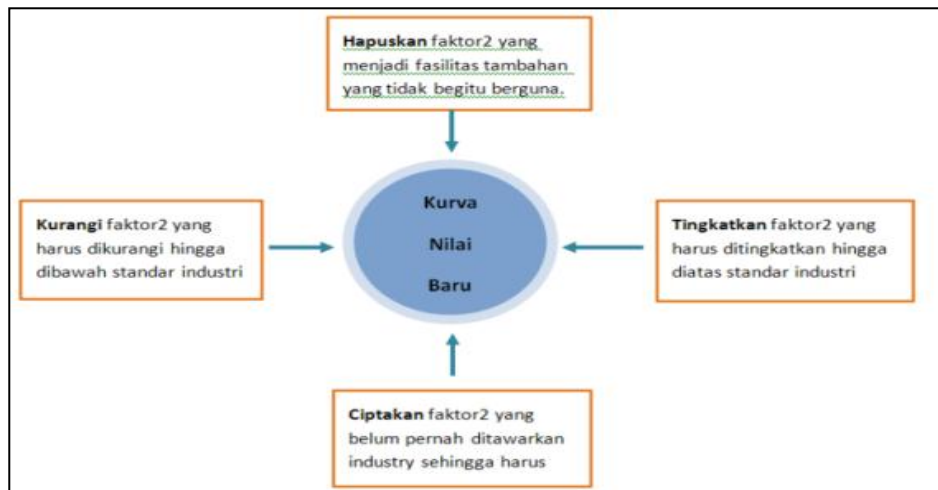 Hapuskan faktor2 yang
menjadi fasilitas tambahan
yang tidak begitu berguna.
Kurangi faktor2 yang
harus dikurangi hingga
dibawah standar industri
Kurva
Nilai
Baru
Tingkatkan faktor2 yang
harus ditingkatkan hingga
diatas standar industri
Ciptakan faktor2 yang
belum pernah ditawarkan
industry sehingga harus